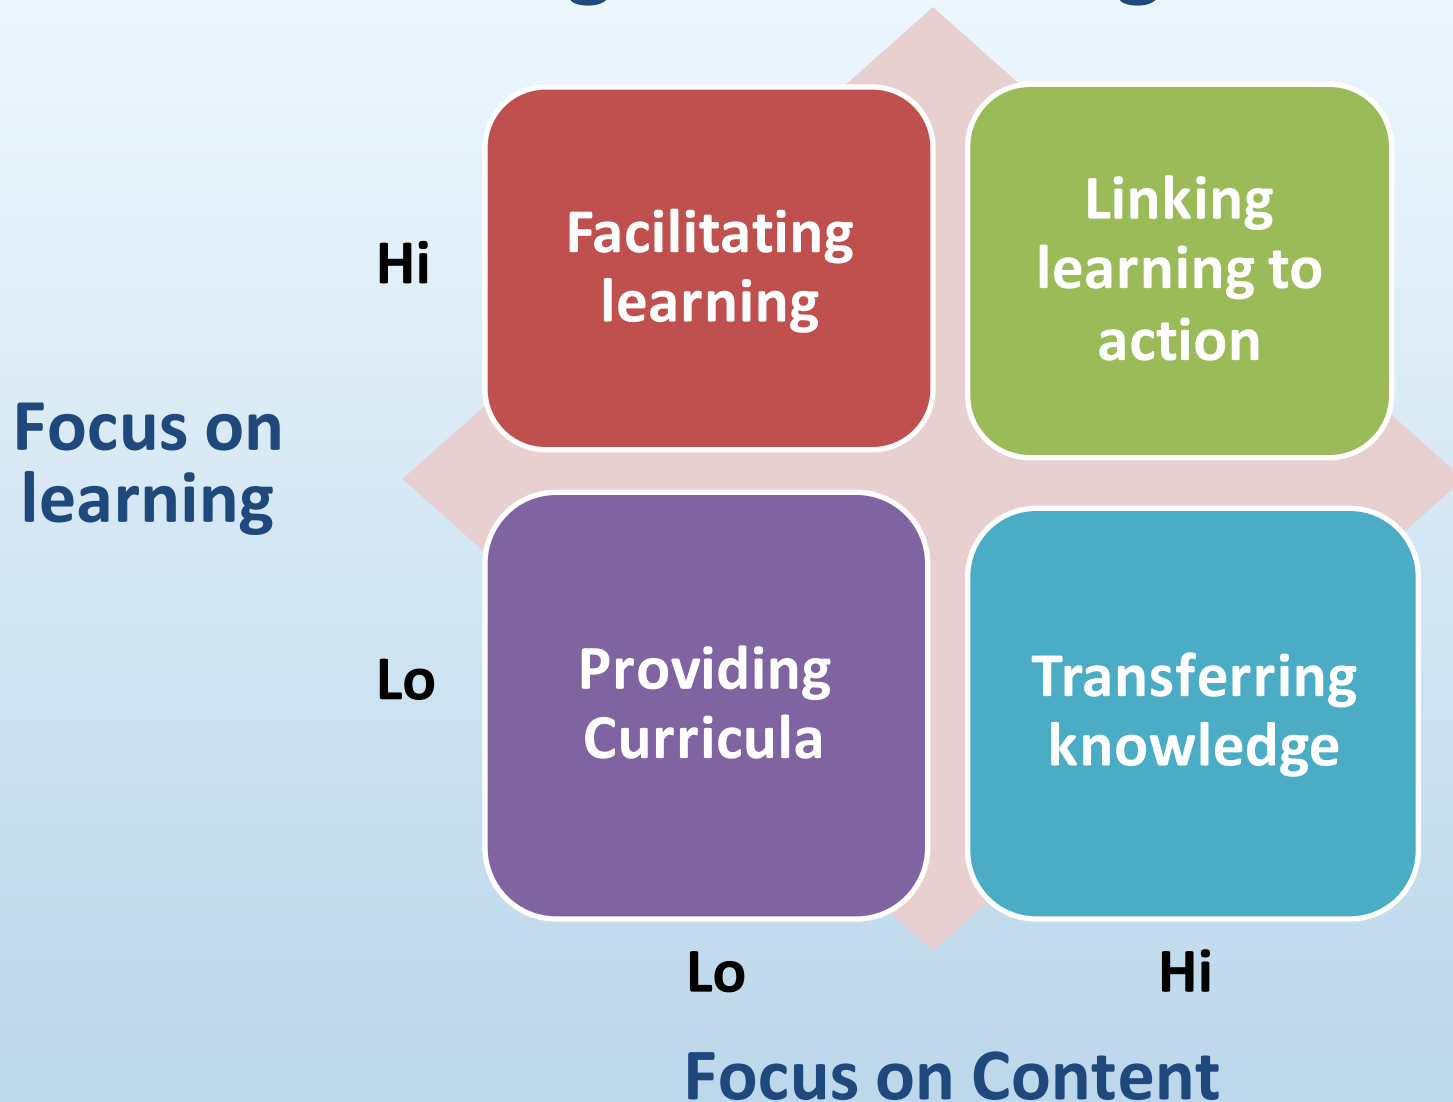 Hi
Facilitating
learning
Linking
learning to
action
Focus on
learning
Lo
Providing
Curricula
Transferring
knowledge
Lo
Hi
Focus on Content